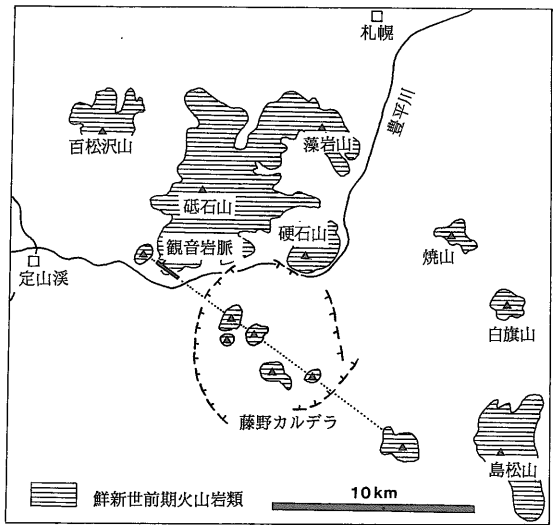 札幌
豊平川
百松沢山
藻岩山
砥石山
硬石山
観音岩脈
定山渓
焼山
白旗山
藤野カルデラ
島松山
鮮新世前期火山岩類
10km